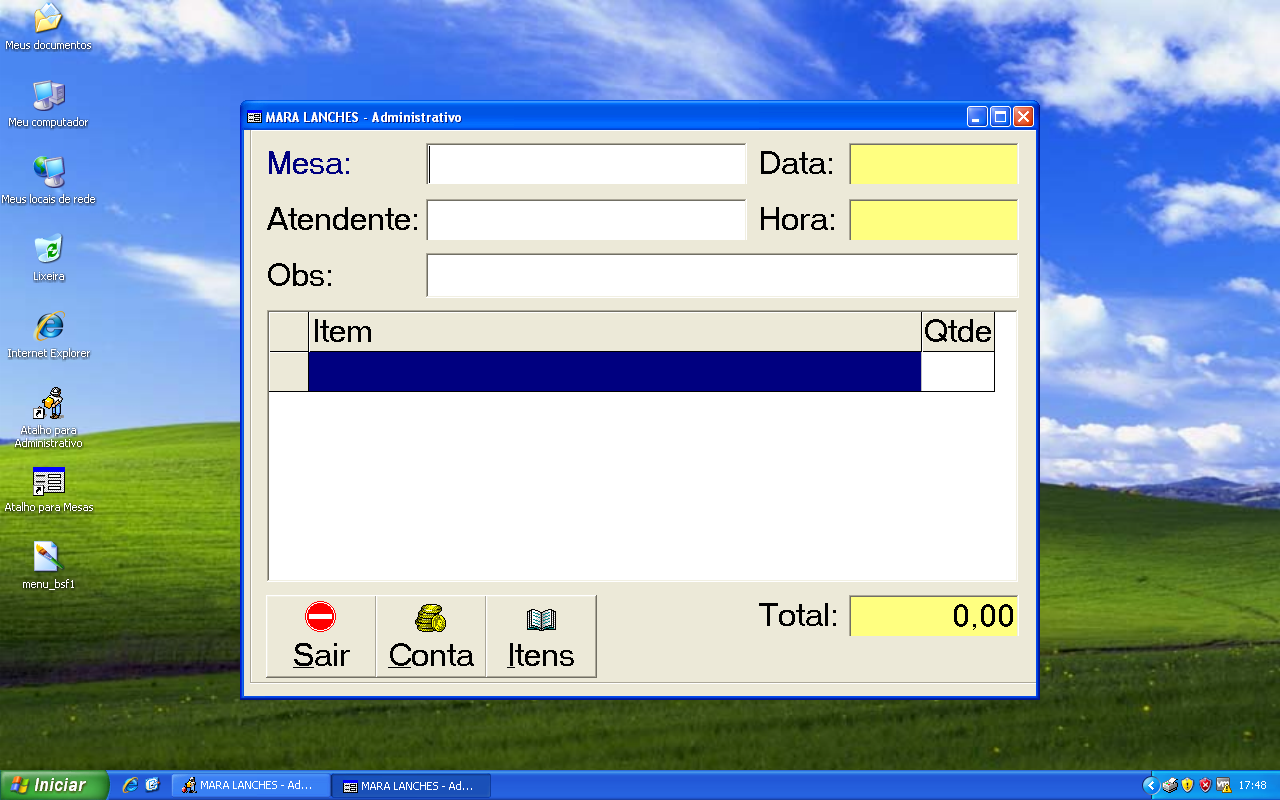 Meus documentos
Meu computador
Meus locais de rede
Lixeira
Internet Explorer
Atalho para
Administrativo
Atalho para Mesas
menu_bsf1
MARA LANCHES - Administrativo
Mesa:
Data:
Atendente:
Hora:
Obs:
Item Qtde
Total: 0,00
Sair Conta Itens
Iniciar
MARA LANCHES - Ad...
MARA LANCHES - Ad...
17:48